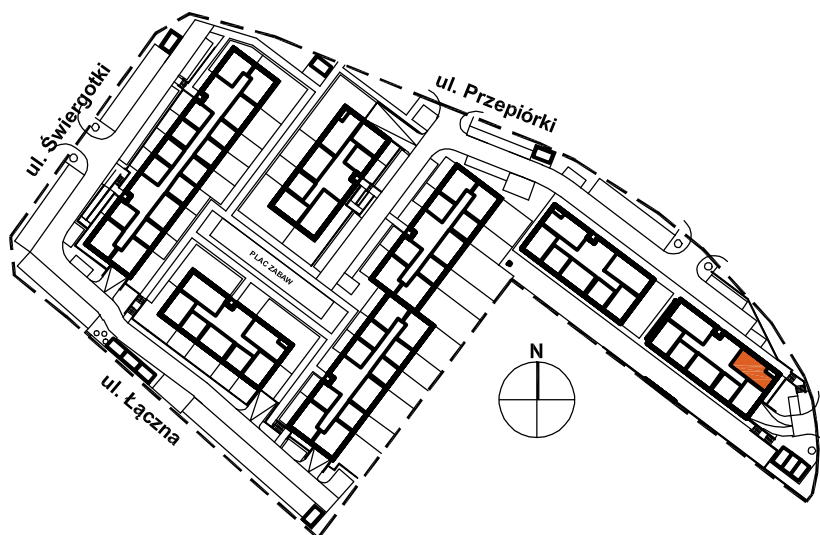 ul. Świergotki
ul. Przepiórki
PLAC ZABAW
N
ul. Łączna